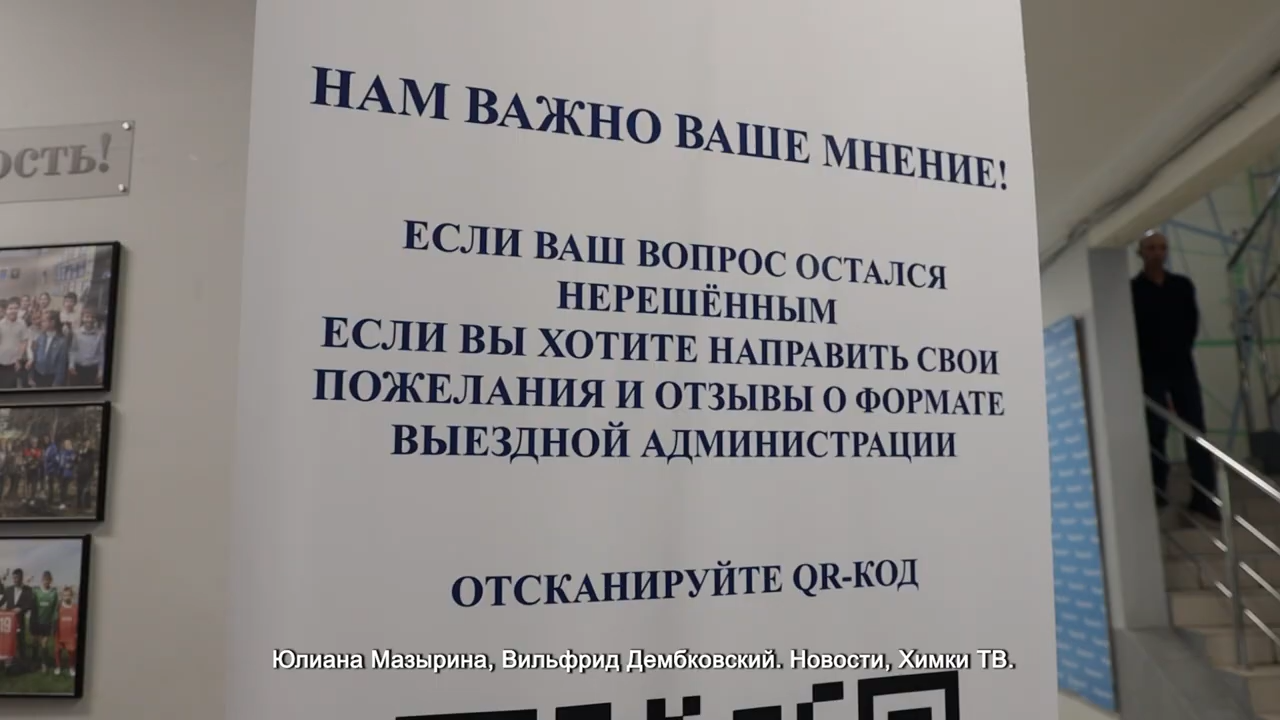 НАМ ВАЖНО ВАШЕ МНЕНИЕ!
ость!
ЕСЛИ ВАШ ВОПРОС ОСТАЛСЯ
НЕРЕШЁННЫМ
ЕСЛИ ВЫ ХОТИТЕ НАПРАВИТЬ СВОИ
ПОЖЕЛАНИЯ И ОТЗЫВЫ О ФОРМАТЕ
ВЫЕЗДНОЙ АДМИНИСТРАЦИИ
ОТСКАНИРУЙТЕ QR-КОД
Юлиана Мазырина, Вильфрид Дембковский. Новости, Химки ТВ.